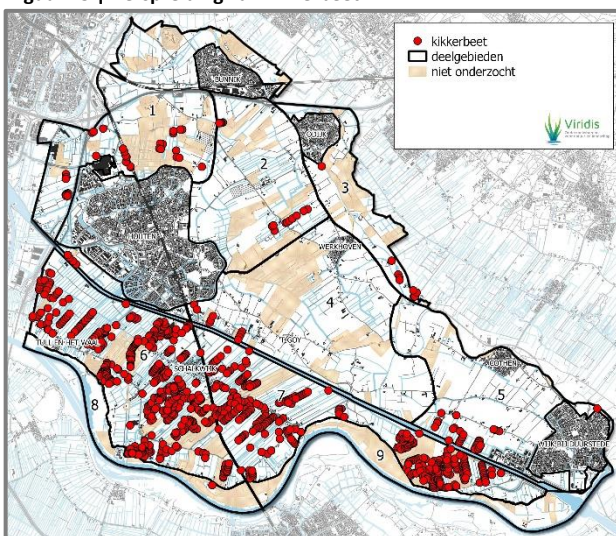 kikkerbeet
deelgebieden
niet onderzocht
Viridis
BUNNIK
1
ODIJK
2
3
HOUTEN
WERKHOVEN
4
TULL EN HET WAAL
6
'T GOY
SCHALKWIJK
COTHEN
7
5
8
WIJK BIJ DUURSTEDE
9